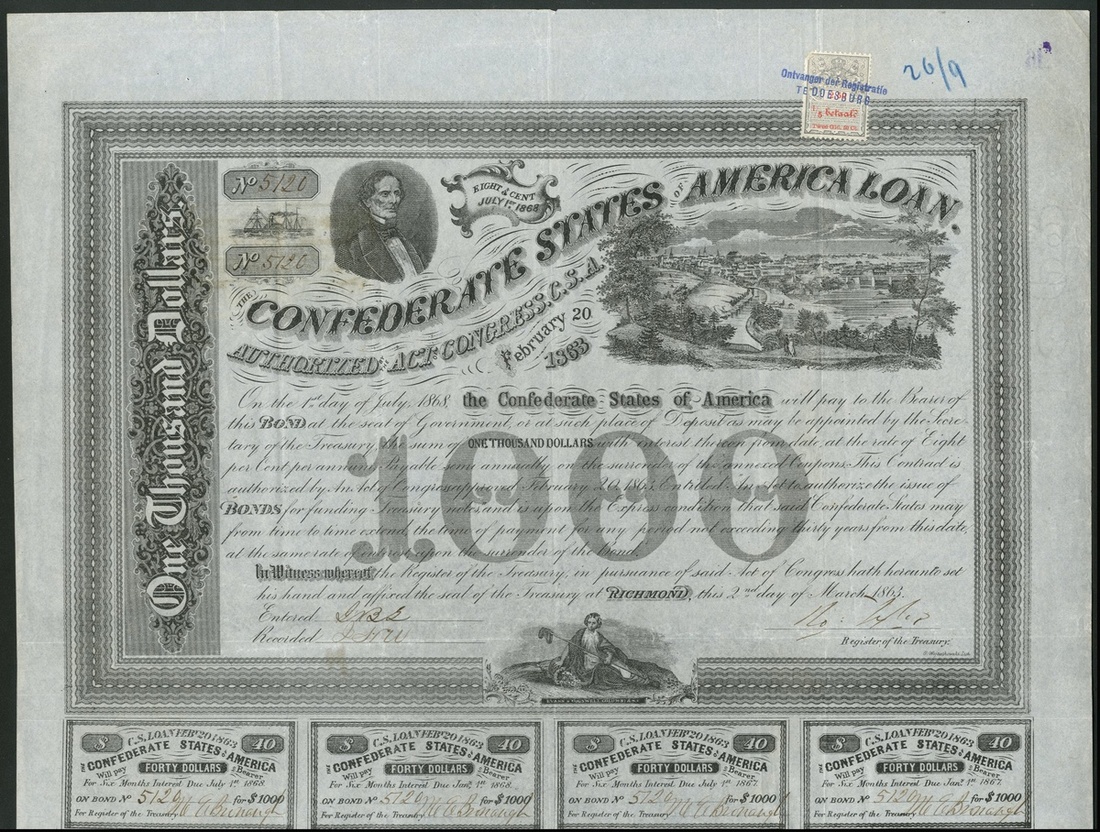 26/9
Ontvanger der Registratie
TE DOESBURG
One Thousand Dollars,
No 5120
No 5120
EIGHT ⅌ CENT
JULY 1st 1868
THE CONFEDERATE STATES OF AMERICA LOAN.
AUTHORIZED BY ACT OF CONGRESS, C.S.A.
February 20
1863
On the 1st day of July, 1868, the Confederate States of America will pay to the Bearer of
this BOND at the seat of Government, or at such place of Deposit as may be appointed by the Secre-
tary of the Treasury, the sum of ONE THOUSAND DOLLARS with interest thereon from date, at the rate of Eight
per Cent per annum Payable semi annually on the surrender of the annexed Coupons. This Contract is
authorized by An Act of Congress approved February 20, 1863, Entitled An Act to authorize the issue of
BONDS for funding Treasury notes and is upon the Express condition that said Confederate States may
from time to time extend the time of payment for any period not exceeding thirty years from this date,
at the same rate of interest upon the surrender of the bond.
1000
In Witness whereof the Register of the Treasury, in pursuance of said Act of Congress hath hereunto set
his hand and affixed the seal of the Treasury at RICHMOND, this 2nd day of March 1863.
Entered
Recorded
Register of the Treasury.
$ C.S. LOAN FEB. 20 1863 40
THE CONFEDERATE STATES OF AMERICA
Will pay FORTY DOLLARS to Bearer
For Six Months Interest Due July 1st 1868.
ON BOND No 5120 for $1000
For Register of the Treasury
$ C.S. LOAN FEB. 20 1863 40
THE CONFEDERATE STATES OF AMERICA
Will pay FORTY DOLLARS to Bearer
For Six Months Interest Due Jany 1st 1868.
ON BOND No 5120 for $1000
For Register of the Treasury
$ C.S. LOAN FEB. 20 1863 40
THE CONFEDERATE STATES OF AMERICA
Will pay FORTY DOLLARS to Bearer
For Six Months Interest Due July 1st 1867.
ON BOND No 5120 for $1000
For Register of the Treasury
$ C.S. LOAN FEB. 20 1863 40
THE CONFEDERATE STATES OF AMERICA
Will pay FORTY DOLLARS to Bearer
For Six Months Interest Due Jany 1st 1867.
ON BOND No 5120 for $1000
For Register of the Treasury